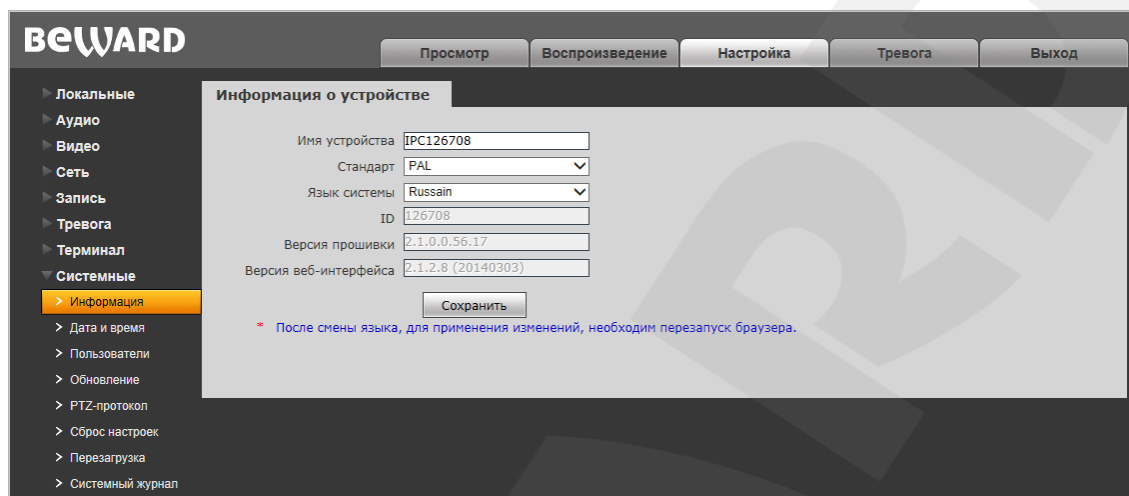 BEWARD
Просмотр Воспроизведение Настройка Тревога Выход
Локальные
Аудио
Видео
Сеть
Запись
Тревога
Терминал
Системные
Информация
Дата и время
Пользователи
Обновление
PTZ-протокол
Сброс настроек
Перезагрузка
Системный журнал
Информация о устройстве
Имя устройства IPC126708
Стандарт PAL
Язык системы Russain
ID 126708
Версия прошивки 2.1.0.0.56.17
Версия веб-интерфейса 2.1.2.8 (20140303)
Сохранить
* После смены языка, для применения изменений, необходим перезапуск браузера.